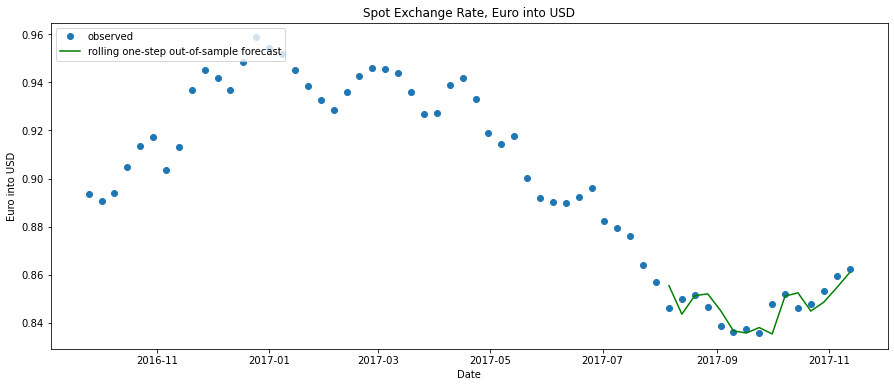 Spot Exchange Rate, Euro into USD
observed
rolling one-step out-of-sample forecast
0.96
0.94
0.92
0.90
0.88
0.86
0.84
Euro into USD
2016-11
2017-01
2017-03
2017-05
2017-07
2017-09
2017-11
Date